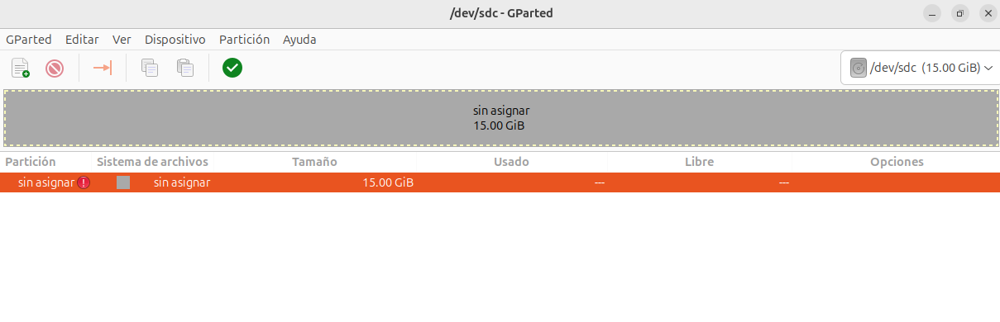 /dev/sdc - GParted
GParted Editar Ver Dispositivo Partición Ayuda
/dev/sdc (15.00 GiB)
sin asignar
15.00 GiB
Partición Sistema de archivos Tamaño Usado Libre Opciones
sin asignar sin asignar 15.00 GiB --- ---